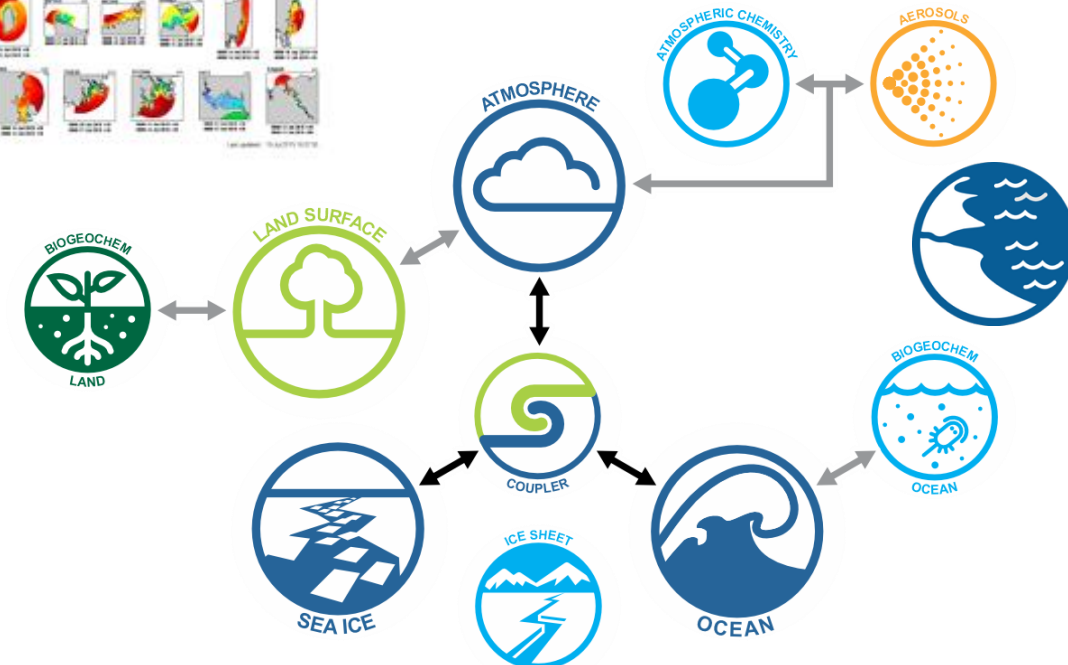 ATMOSPHERIC CHEMISTRY
AEROSOLS
ATMOSPHERE
LAND SURFACE
BIOGEOCHEM
LAND
BIOGEOCHEM
OCEAN
COUPLER
SEA ICE
ICE SHEET
OCEAN